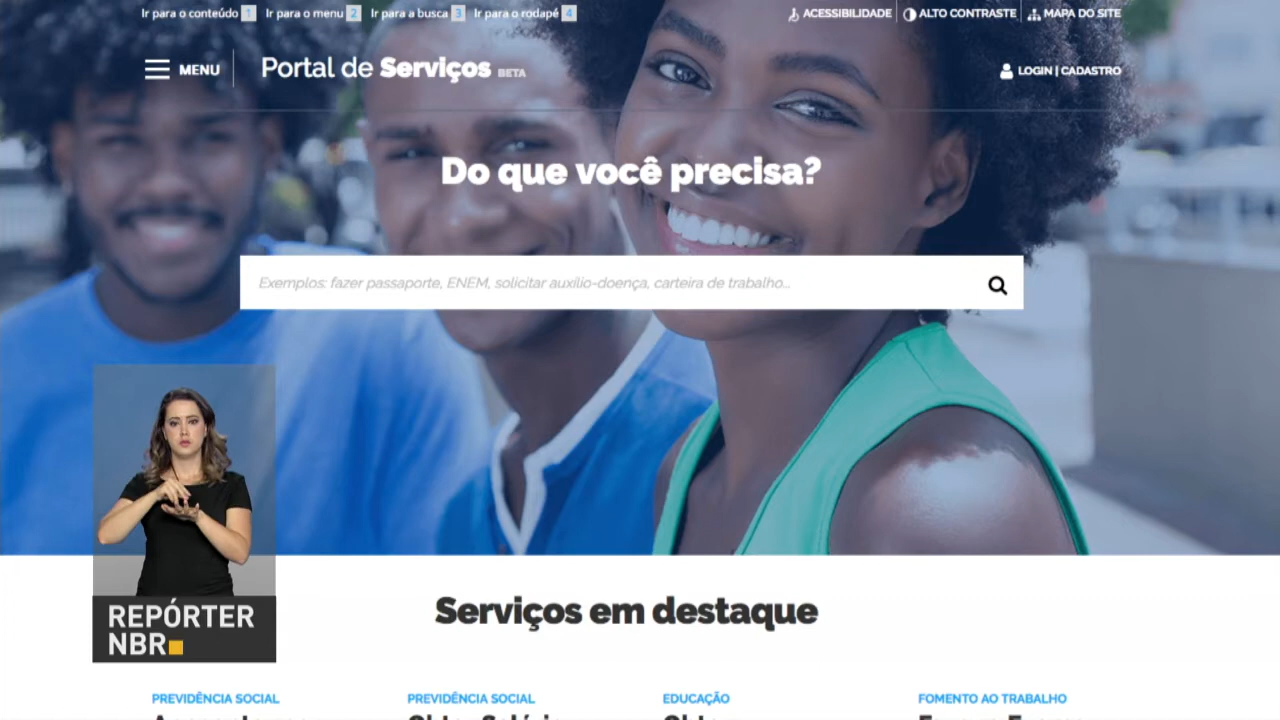 Ir para o conteúdo 1 Ir para o menu 2 Ir para a busca 3 Ir para o rodapé 4
ACESSIBILIDADE ALTO CONTRASTE MAPA DO SITE
MENU
Portal de Serviços BETA
LOGIN | CADASTRO
Do que você precisa?
Exemplos: fazer passaporte, ENEM, solicitar auxílio-doença, carteira de trabalho...
REPÓRTER
NBR
Serviços em destaque
PREVIDÊNCIA SOCIAL PREVIDÊNCIA SOCIAL EDUCAÇÃO FOMENTO AO TRABALHO